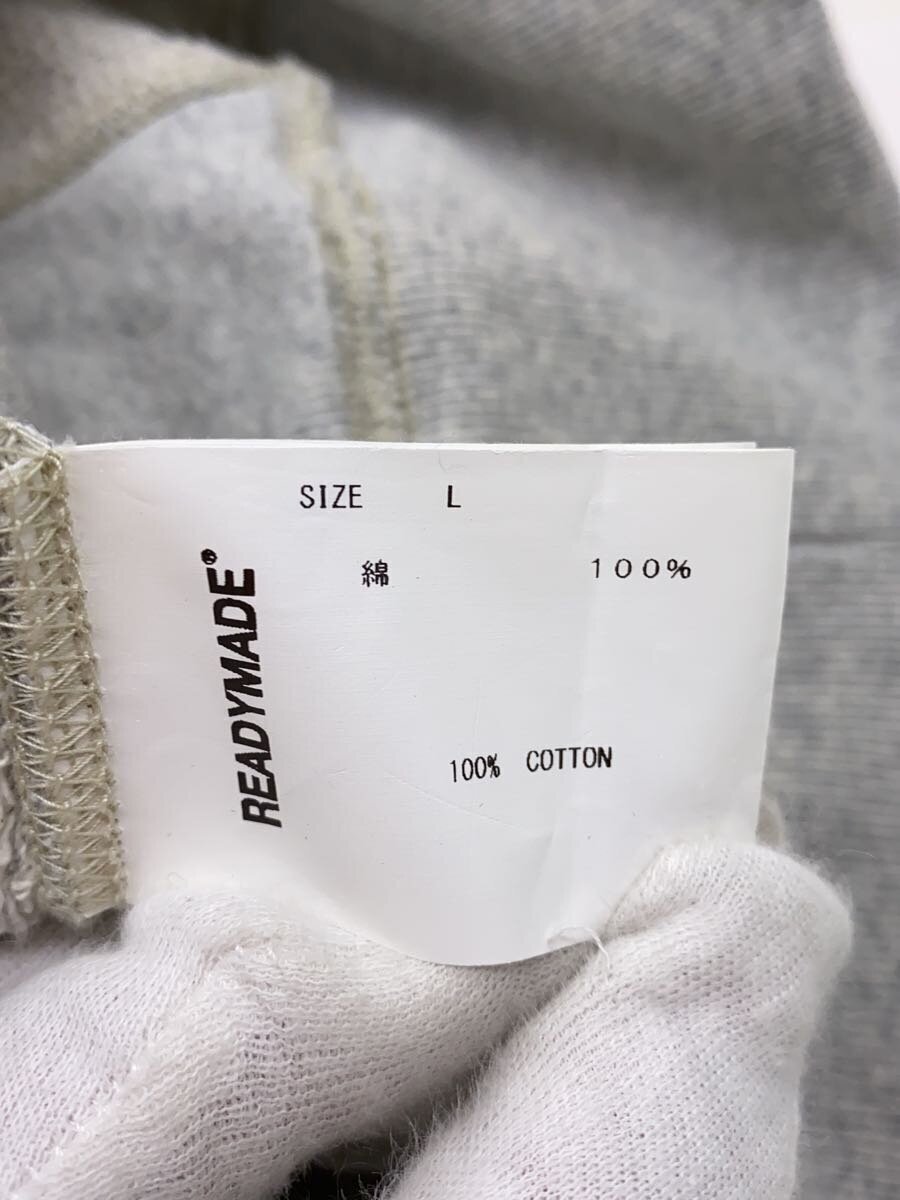 SIZE L
綿 １００％
100% COTTON
READYMADE®